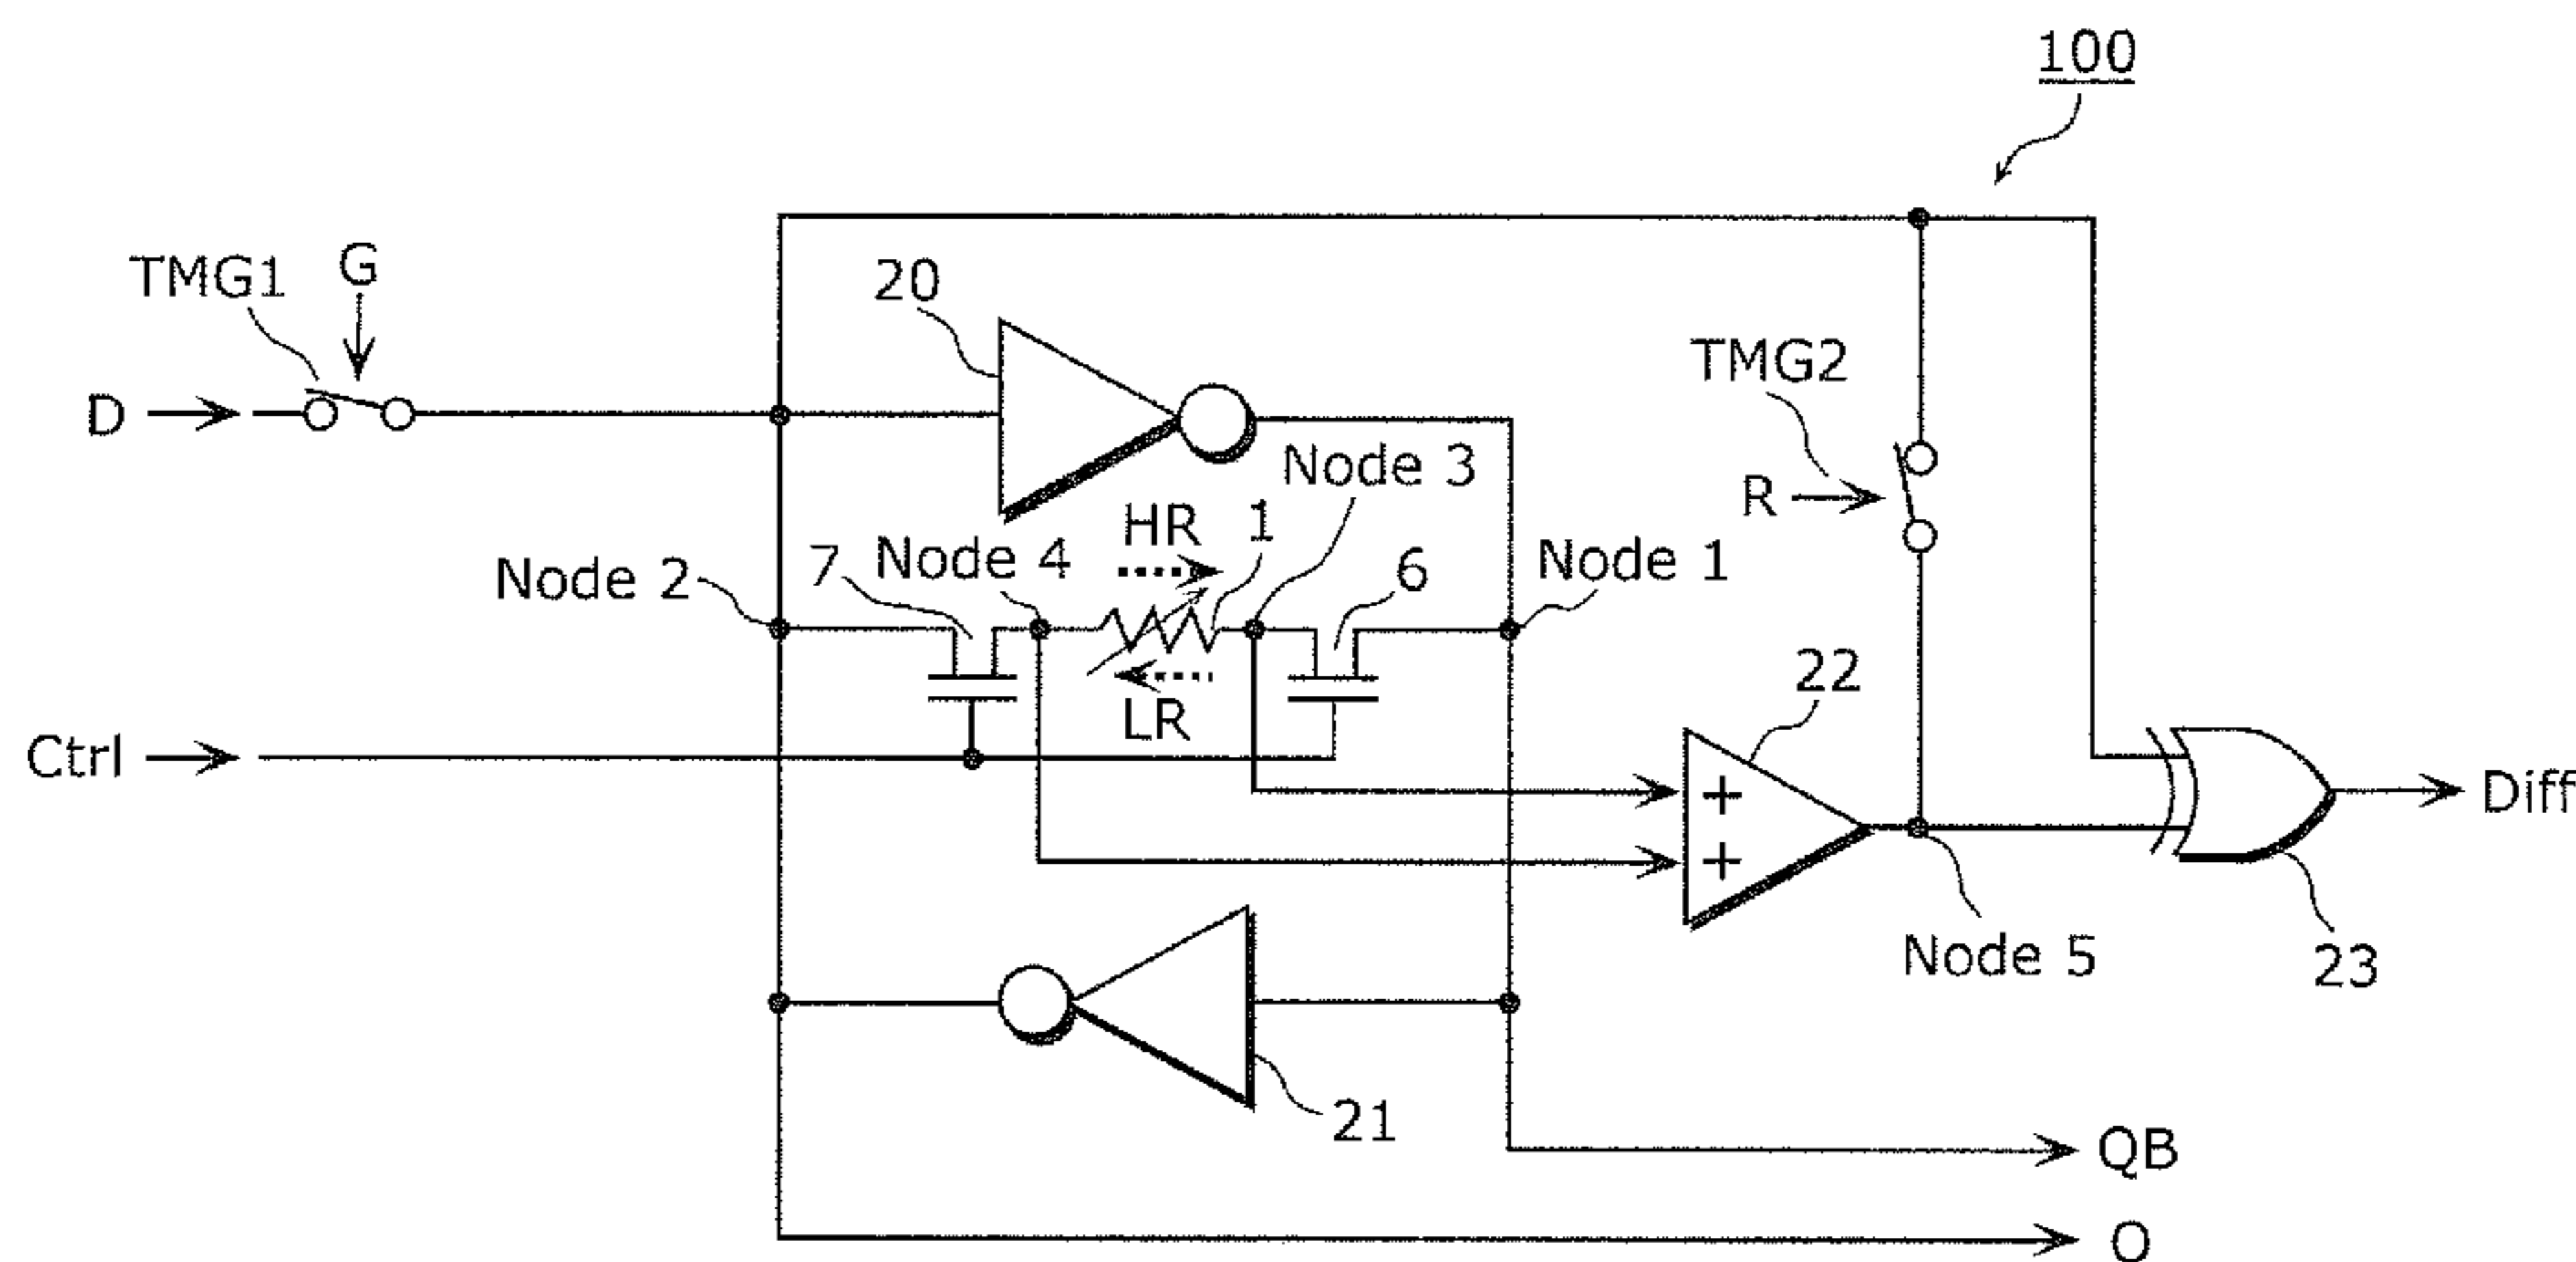 100
G
TMG1
20
D
TMG2
Node 3
R
HR
1
Node 4
7
Node 2
6
Node 1
LR
22
Ctrl
+
+
Diff
Node 5
23
21
QB
O